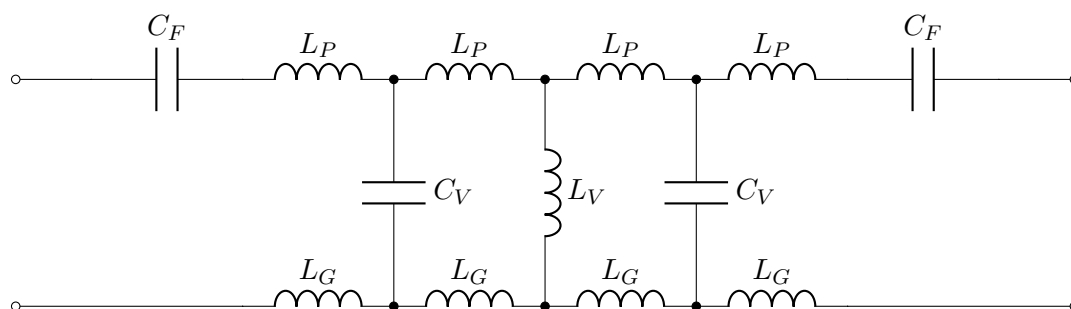 C_F C_F
L_P L_P L_P L_P
C_V L_V C_V
L_G L_G L_G L_G